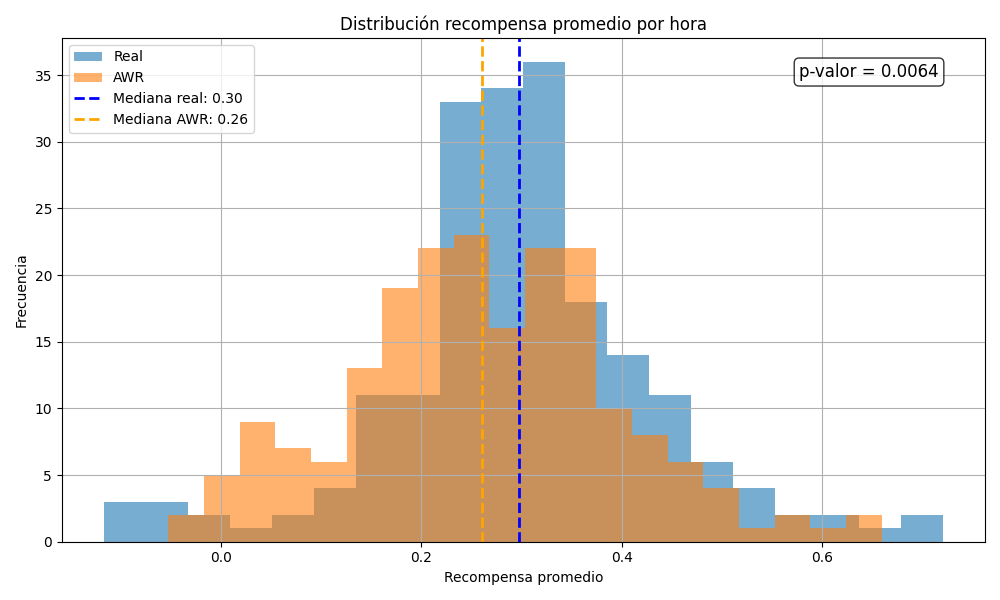 Distribución recompensa promedio por hora
Real
AWR
Mediana real: 0.30
Mediana AWR: 0.26
p-valor = 0.0064
Frecuencia
35
30
25
20
15
10
5
0
0.0 0.2 0.4 0.6
Recompensa promedio